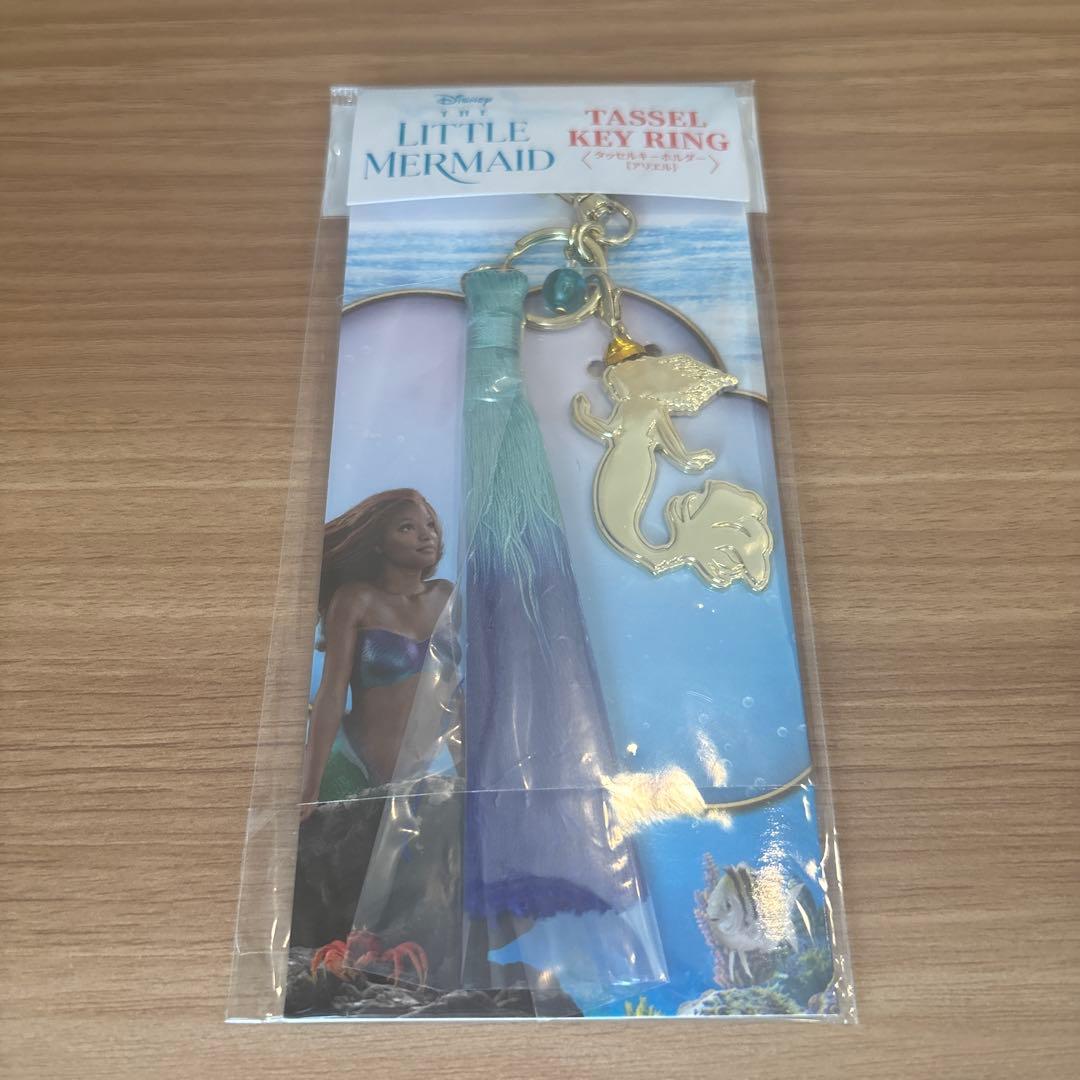 Disney
THE
LITTLE
MERMAID
TASSEL
KEY RING
〈タッセルキーホルダー
［アリエル］〉